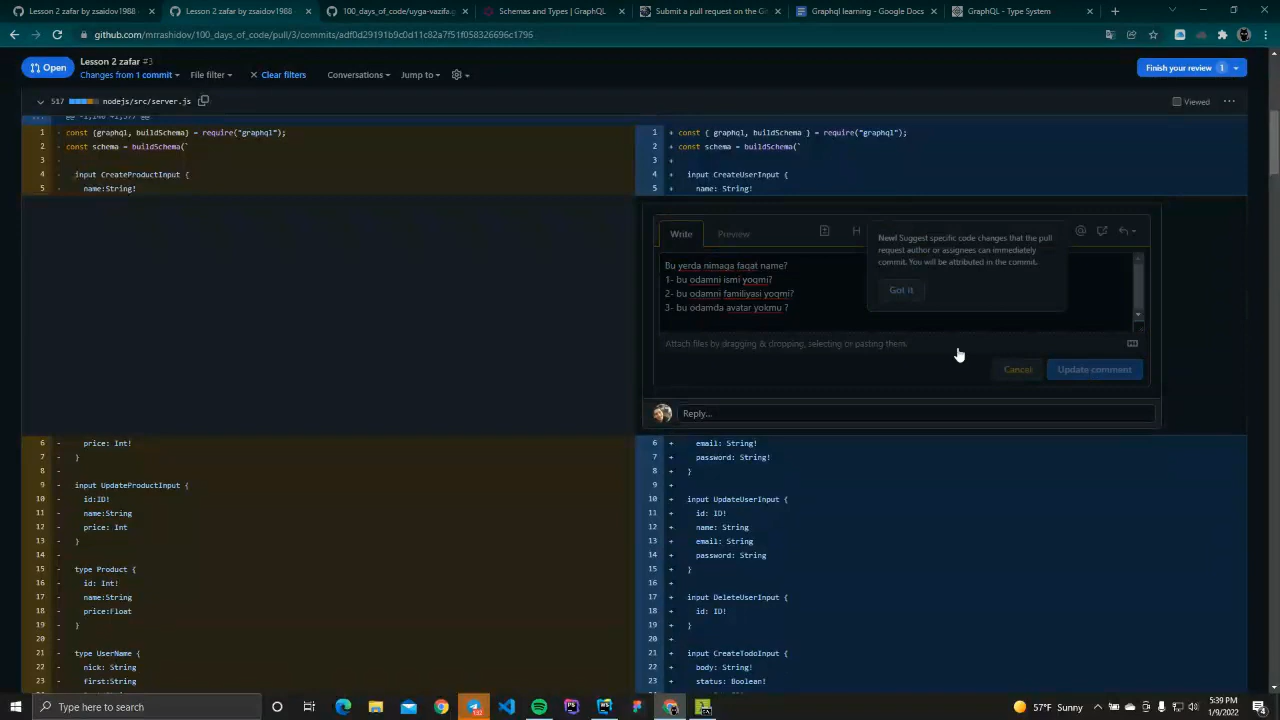 Lesson 2 zafar by zsaidov1988
Lesson 2 zafar by zsaidov1988
100_days_of_code/uyga-vazifa.g
Schemas and Types | GraphQL
Submit a pull request on the Gi
Graphql learning - Google Docs
GraphQL - Type System
github.com/mrrashidov/100_days_of_code/pull/3/commits/adf0d29191b9c0d11c82a7f51f058326696c1796
Open
Lesson 2 zafar #3
Changes from 1 commit
File filter
Clear filters
Conversations
Jump to
Finish your review 1
517 nodejs/src/server.js
Viewed
1 - const {graphql, buildSchema} = require("graphql");
2 - const schema = buildSchema(`
3 -
4 - input CreateProductInput {
5 - name:String!
1 + const { graphql, buildSchema } = require("graphql");
2 + const schema = buildSchema(`
3 +
4 + input CreateUserInput {
5 + name: String!
Write
Preview
H
New! Suggest specific code changes that the pull
request author or assignees can immediately
commit. You will be attributed in the commit.
Got it
Bu yerda nimaga faqat name?
1- bu odamni ismi yoqmi?
2- bu odamni familiyasi yoqmi?
3- bu odamda avatar yokmu ?
Attach files by dragging & dropping, selecting or pasting them.
Cancel
Update comment
Reply...
6 - price: Int!
7 - }
8 -
9 - input UpdateProductInput {
10 - id:ID!
11 - name:String
12 - price: Int
13 - }
14 -
15 - type Product {
16 - id: Int!
17 - name:String
18 - price:Float
19 - }
20 -
21 - type UserName {
22 - nick: String
23 - first:String
6 + email: String!
7 + password: String!
8 + }
9 +
10 + input UpdateUserInput {
11 + id: ID!
12 + name: String
13 + email: String
14 + password: String
15 + }
16 +
17 + input DeleteUserInput {
18 + id: ID!
19 + }
20 +
21 + input CreateTodoInput {
22 + body: String!
23 + status: Boolean!
Type here to search
57°F Sunny
5:39 PM
1/9/2022